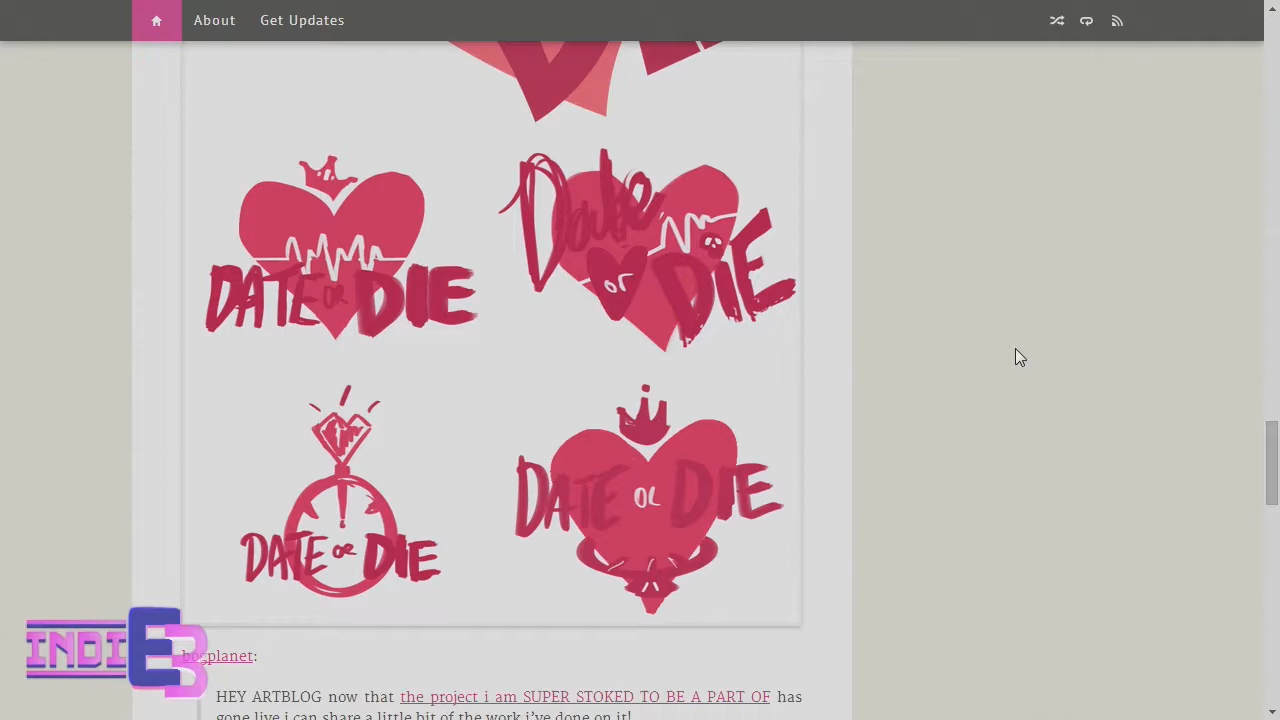 About Get Updates
DATE OR DIE
Date or DIE
DATE OR DIE
DATE OR DIE
INDIE3
bogplanet:
HEY ARTBLOG now that the project i am SUPER STOKED TO BE A PART OF has
gone live i can share a little bit of the work i've done on it!